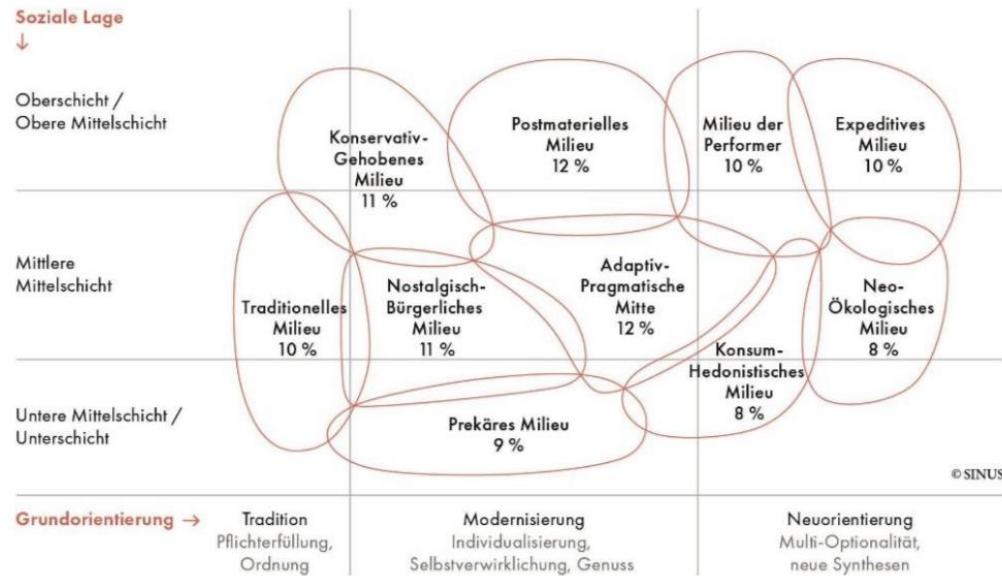 Soziale Lage
↓
Oberschicht /
Obere Mittelschicht
Konservativ-
Gehobenes
Milieu
11 %
Postmaterielles
Milieu
12 %
Milieu der
Performer
10 %
Expeditives
Milieu
10 %
Mittlere
Mittelschicht
Traditionelles
Milieu
10 %
Nostalgisch-
Bürgerliches
Milieu
11 %
Adaptiv-
Pragmatische
Mitte
12 %
Neo-
Ökologisches
Milieu
8 %
Konsum-
Hedonistisches
Milieu
8 %
Untere Mittelschicht /
Unterschicht
Prekäres Milieu
9 %
© SINUS
Grundorientierung →
Tradition
Pflichterfüllung,
Ordnung
Modernisierung
Individualisierung,
Selbstverwirklichung, Genuss
Neuorientierung
Multi-Optionalität,
neue Synthesen